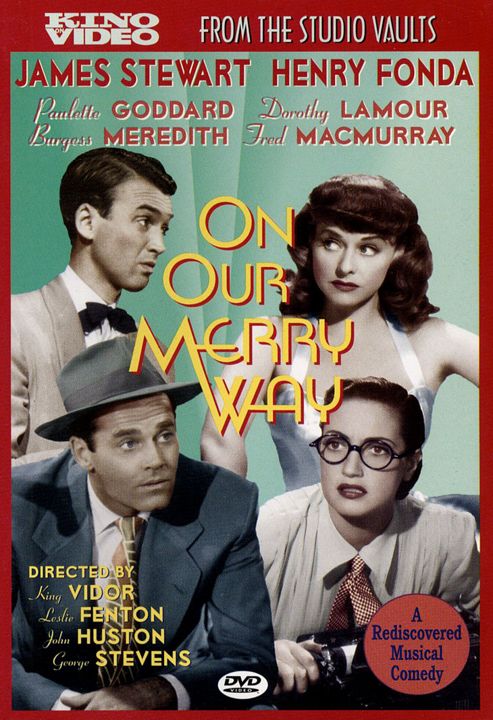 KINO ON VIDEO
FROM THE STUDIO VAULTS
JAMES STEWART HENRY FONDA
Paulette GODDARD Dorothy LAMOUR
Burgess MEREDITH Fred MACMURRAY
ON
OUR
MERRY
WAY
DIRECTED BY
King VIDOR
Leslie FENTON
John HUSTON
George STEVENS
A
Rediscovered
Musical
Comedy
DVD
VIDEO